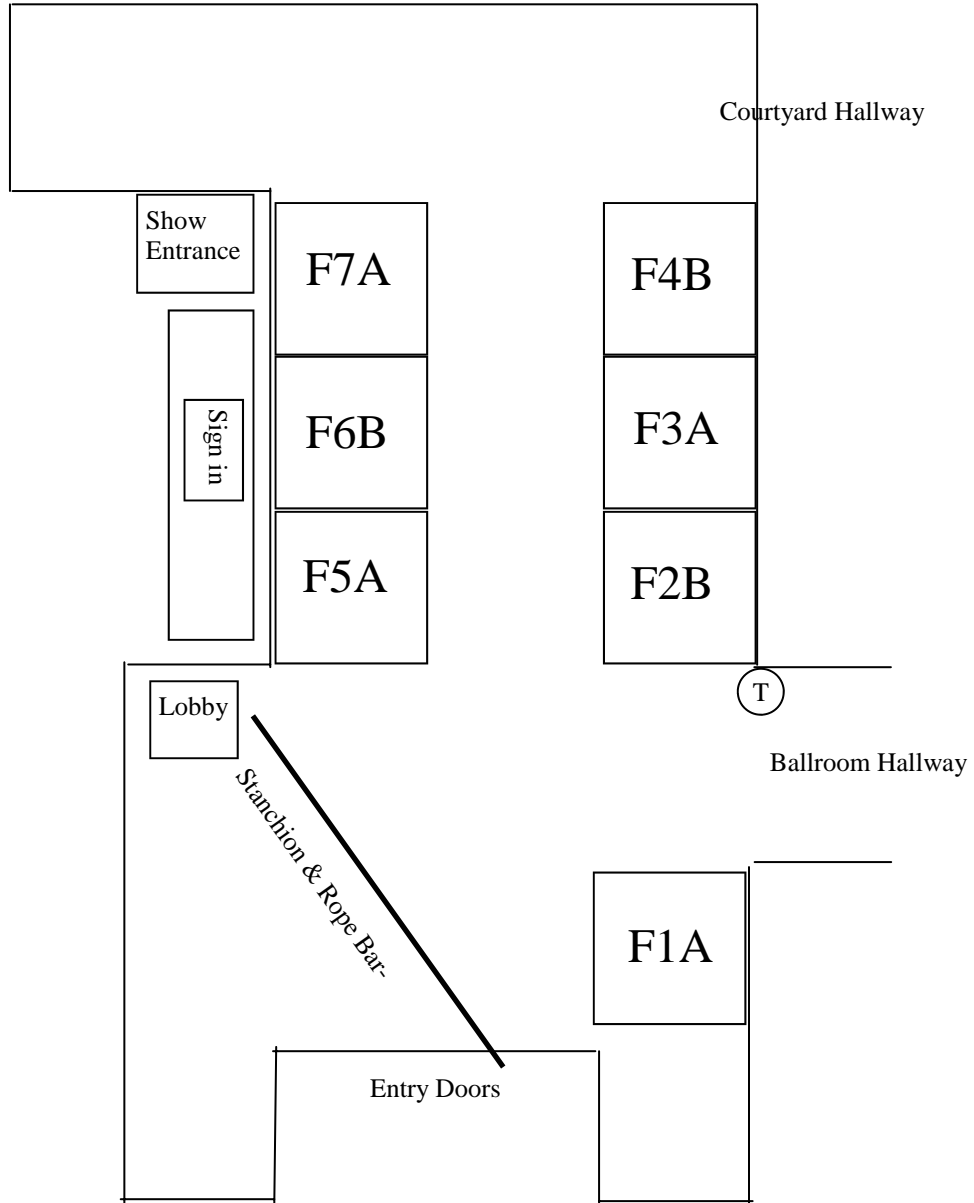 Courtyard Hallway
Show
Entrance
F7A
F4B
Sign in
F6B
F3A
F5A
F2B
T
Lobby
Ballroom Hallway
Stanchion & Rope Bar-
F1A
Entry Doors